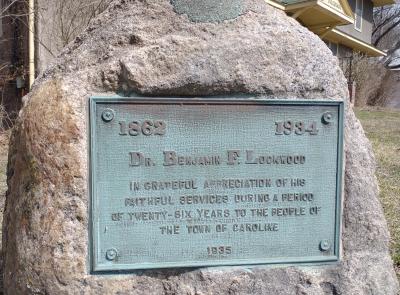 1862 1934
DR. BENJAMIN F. LOCKWOOD
IN GRATEFUL APPRECIATION OF HIS
FAITHFUL SERVICES DURING A PERIOD
OF TWENTY-SIX YEARS TO THE PEOPLE OF
THE TOWN OF CAROLINE
1935